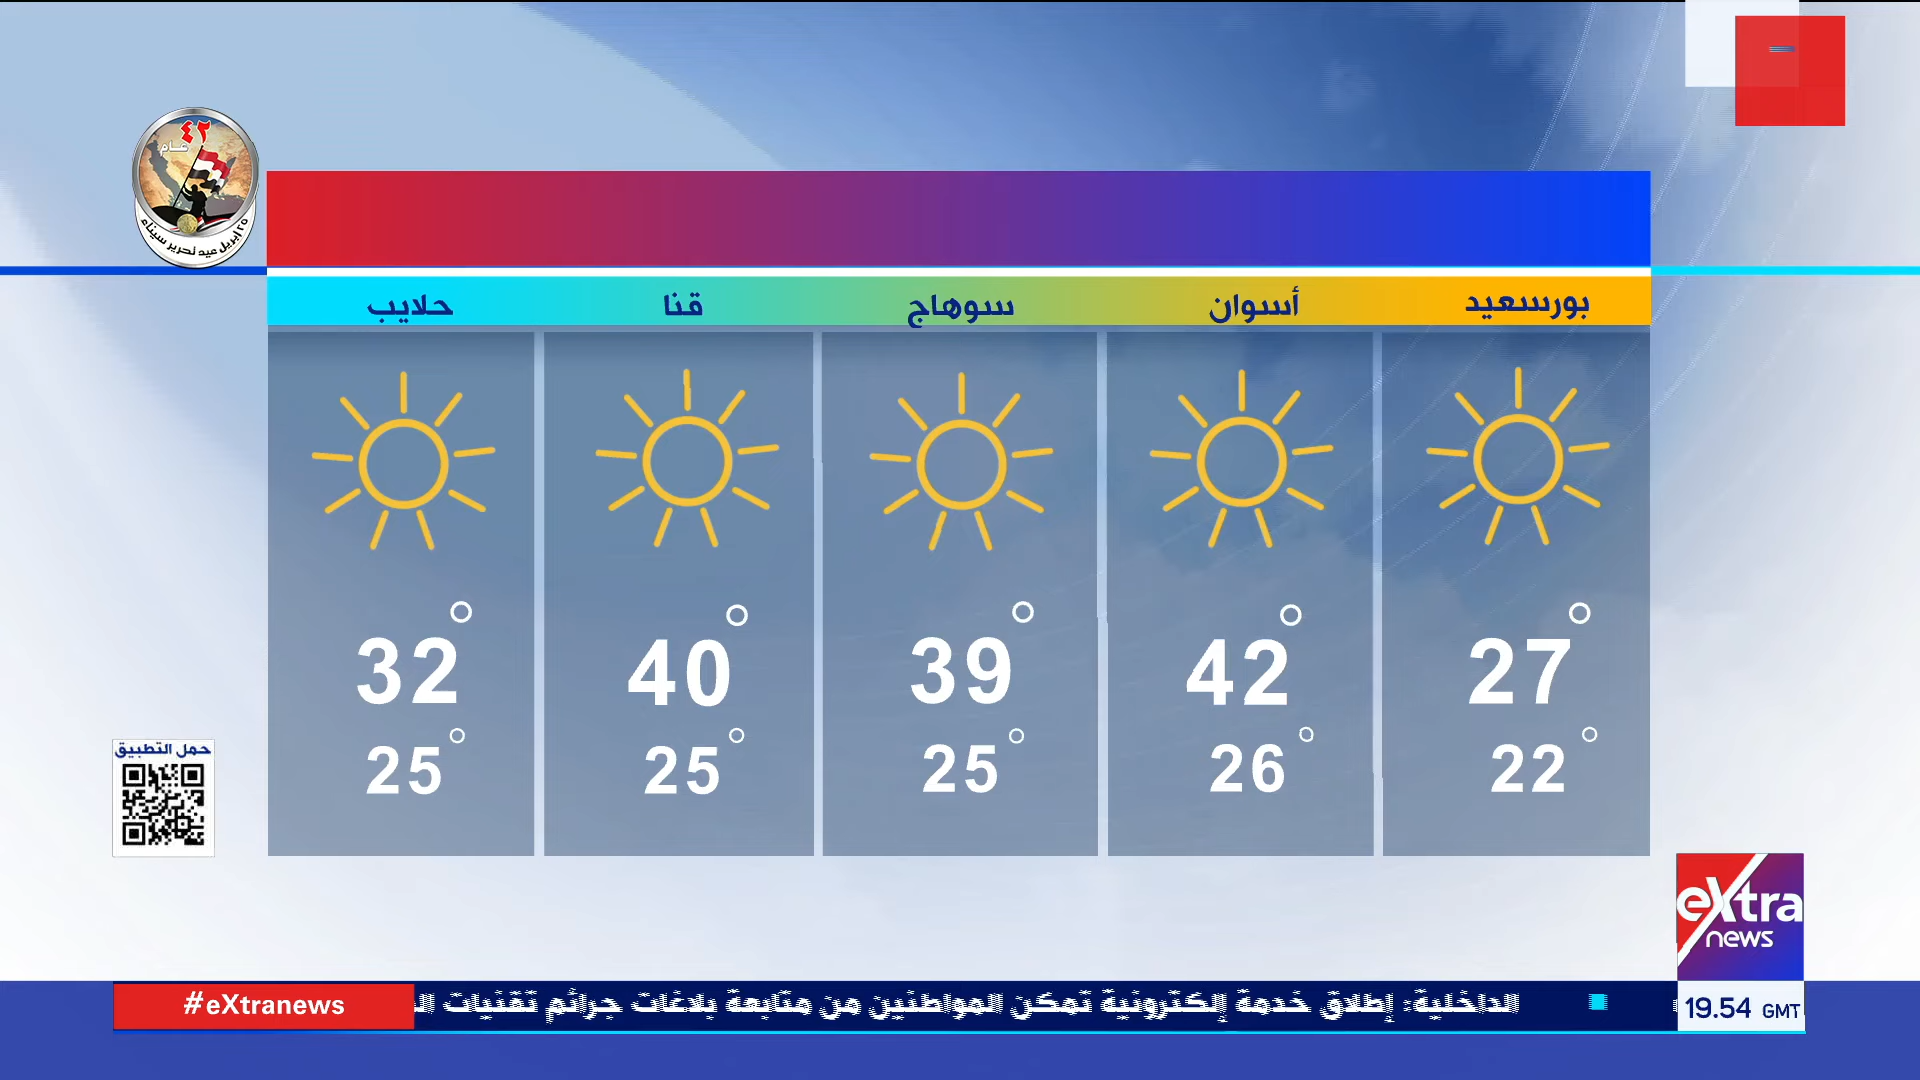 ٤٢
عام
٢٥ ابريل عيد تحرير سيناء
بورسعيد أسوان سوهاج قنا حلايب
27° 42° 39° 40° 32°
22° 26° 25° 25° 25°
حمل التطبيق
eXtra
news
19.54 GMT
الداخلية: إطلاق خدمة إلكترونية تمكن المواطنين من متابعة بلاغات جرائم تقنيات
#eXtranews